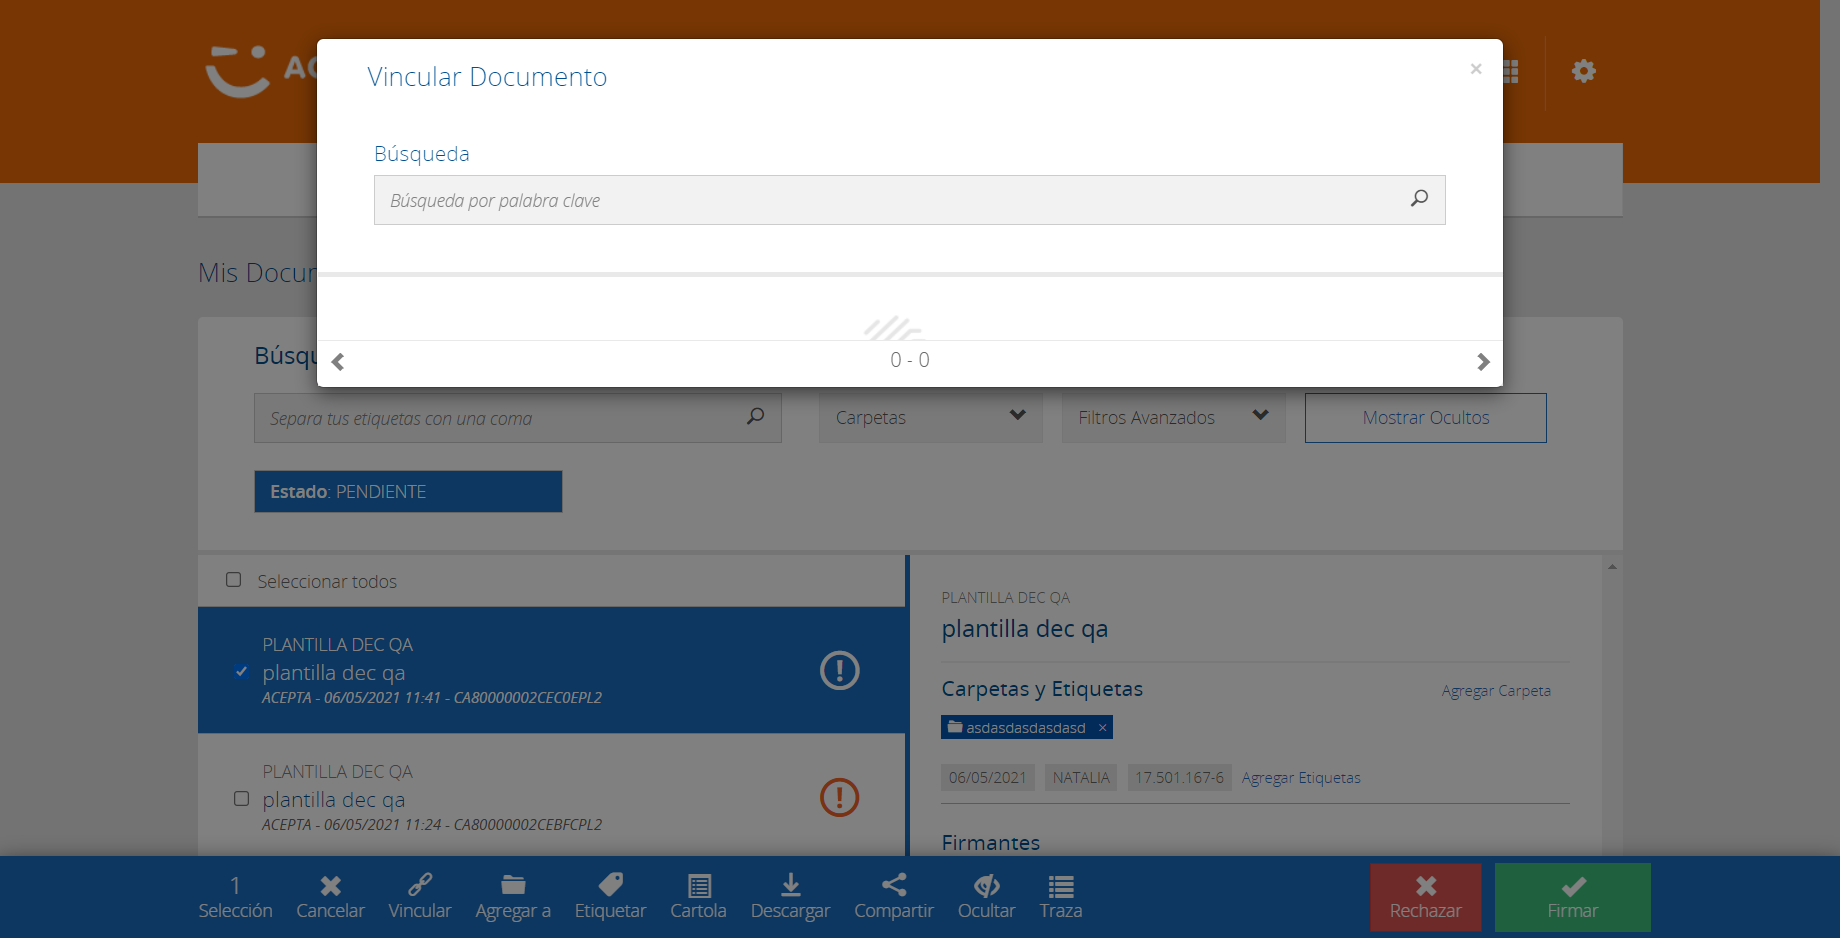 Vincular Documento
×
Búsqueda
Búsqueda por palabra clave
0 - 0
Separa tus etiquetas con una coma
Carpetas
Filtros Avanzados
Mostrar Ocultos
Estado: PENDIENTE
Seleccionar todos
PLANTILLA DEC QA
plantilla dec qa
ACEPTA - 06/05/2021 11:41 - CA80000002CEC0EPL2
PLANTILLA DEC QA
plantilla dec qa
ACEPTA - 06/05/2021 11:24 - CA80000002CEBFCPL2
PLANTILLA DEC QA
plantilla dec qa
Carpetas y Etiquetas
Agregar Carpeta
asdasdasdasdasd ×
06/05/2021 NATALIA 17.501.167-6 Agregar Etiquetas
Firmantes
1
Selección
Cancelar
Vincular
Agregar a
Etiquetar
Cartola
Descargar
Compartir
Ocultar
Traza
Rechazar
Firmar